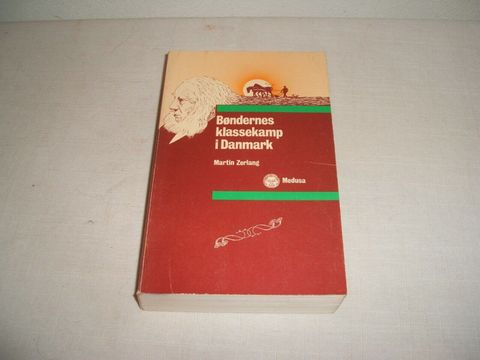 Bøndernes
klassekamp
i Danmark
Martin Zerlang
Medusa